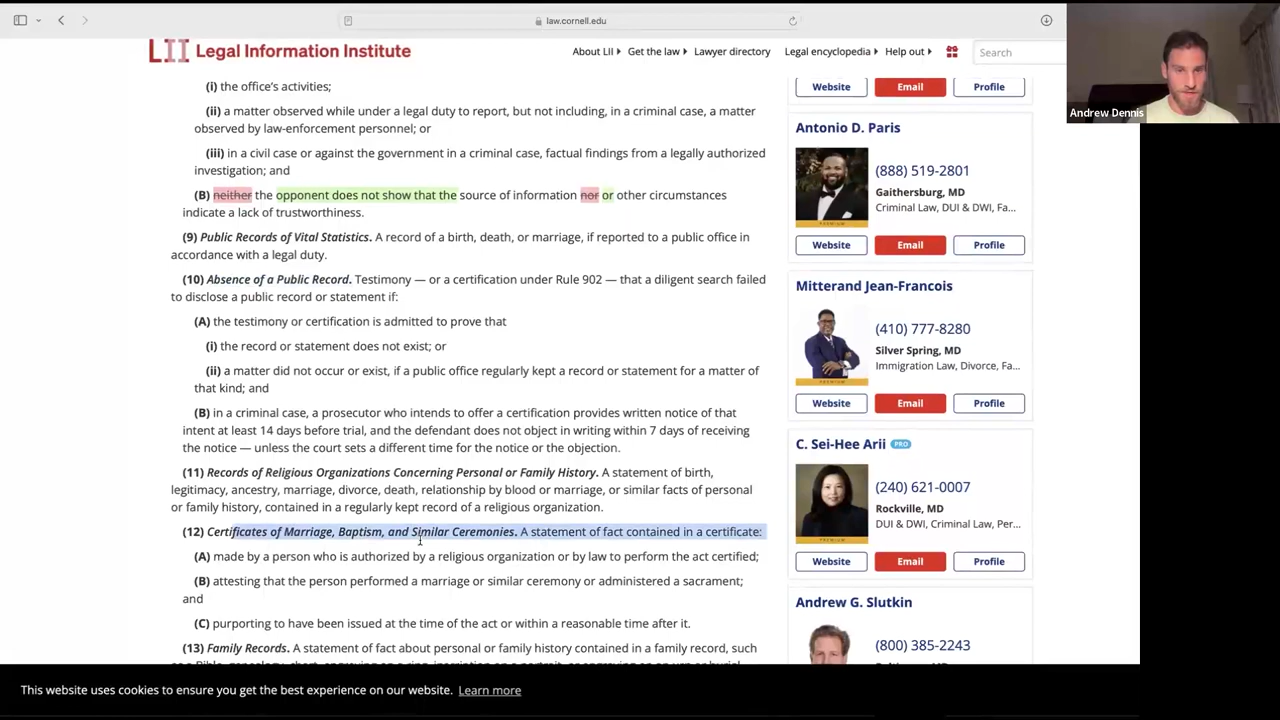 law.cornell.edu
LII Legal Information Institute
About LII Get the law Lawyer directory Legal encyclopedia Help out Search
(i) the office's activities;
(ii) a matter observed while under a legal duty to report, but not including, in a criminal case, a matter
observed by law-enforcement personnel; or
(iii) in a civil case or against the government in a criminal case, factual findings from a legally authorized
investigation; and
(B) neither the opponent does not show that the source of information nor or other circumstances
indicate a lack of trustworthiness.
(9) Public Records of Vital Statistics. A record of a birth, death, or marriage, if reported to a public office in
accordance with a legal duty.
(10) Absence of a Public Record. Testimony — or a certification under Rule 902 — that a diligent search failed
to disclose a public record or statement if:
(A) the testimony or certification is admitted to prove that
(i) the record or statement does not exist; or
(ii) a matter did not occur or exist, if a public office regularly kept a record or statement for a matter of
that kind; and
(B) in a criminal case, a prosecutor who intends to offer a certification provides written notice of that
intent at least 14 days before trial, and the defendant does not object in writing within 7 days of receiving
the notice — unless the court sets a different time for the notice or the objection.
(11) Records of Religious Organizations Concerning Personal or Family History. A statement of birth,
legitimacy, ancestry, marriage, divorce, death, relationship by blood or marriage, or similar facts of personal
or family history, contained in a regularly kept record of a religious organization.
(12) Certificates of Marriage, Baptism, and Similar Ceremonies. A statement of fact contained in a certificate:
(A) made by a person who is authorized by a religious organization or by law to perform the act certified;
(B) attesting that the person performed a marriage or similar ceremony or administered a sacrament;
and
(C) purporting to have been issued at the time of the act or within a reasonable time after it.
(13) Family Records. A statement of fact about personal or family history contained in a family record, such
Website Email Profile
Antonio D. Paris
(888) 519-2801
Gaithersburg, MD
Criminal Law, DUI & DWI, Fa...
PREMIUM
Website Email Profile
Mitterand Jean-Francois
(410) 777-8280
Silver Spring, MD
Immigration Law, Divorce, Fa...
PREMIUM
Website Email Profile
C. Sei-Hee Arii PRO
(240) 621-0007
Rockville, MD
DUI & DWI, Criminal Law, Per...
Website Email Profile
Andrew G. Slutkin
(800) 385-2243
Andrew Dennis
This website uses cookies to ensure you get the best experience on our website. Learn more